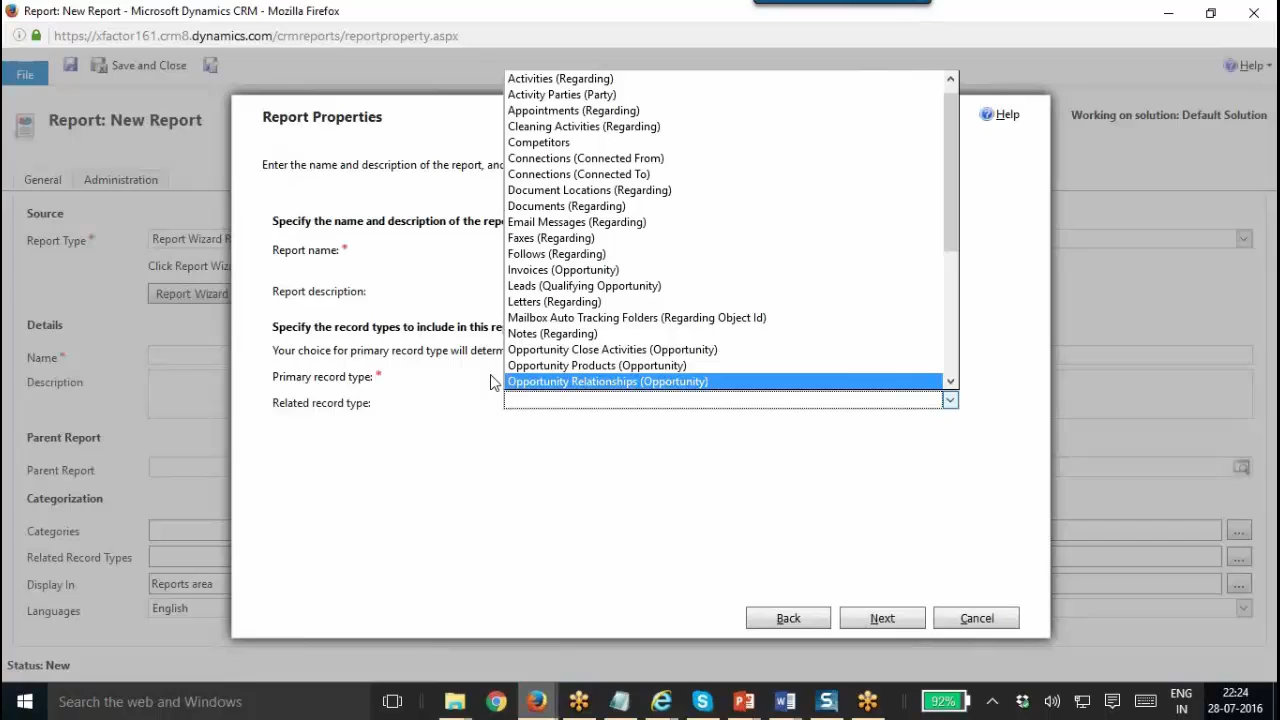 Report: New Report - Microsoft Dynamics CRM - Mozilla Firefox
https://xfactor161.crm8.dynamics.com/crmreports/reportproperty.aspx
File
Save and Close
Help
Report: New Report
Working on solution: Default Solution
General
Administration
Source
Report Type*
Report Wizard R
Click Report Wiz
Report Wizard
Details
Name*
Description
Parent Report
Parent Report
Categorization
Categories
...
Related Record Types
...
Display In
Reports area
...
Languages
English
Status: New
Report Properties
Help
Enter the name and description of the report, and
Specify the name and description of the repo
Report name: *
Report description:
Specify the record types to include in this re
Your choice for primary record type will determ
Primary record type: *
Related record type:
Activities (Regarding)
Activity Parties (Party)
Appointments (Regarding)
Cleaning Activities (Regarding)
Competitors
Connections (Connected From)
Connections (Connected To)
Document Locations (Regarding)
Documents (Regarding)
Email Messages (Regarding)
Faxes (Regarding)
Follows (Regarding)
Invoices (Opportunity)
Leads (Qualifying Opportunity)
Letters (Regarding)
Mailbox Auto Tracking Folders (Regarding Object Id)
Notes (Regarding)
Opportunity Close Activities (Opportunity)
Opportunity Products (Opportunity)
Opportunity Relationships (Opportunity)
Back
Next
Cancel
Search the web and Windows
92%
ENG
IN
22:24
28-07-2016